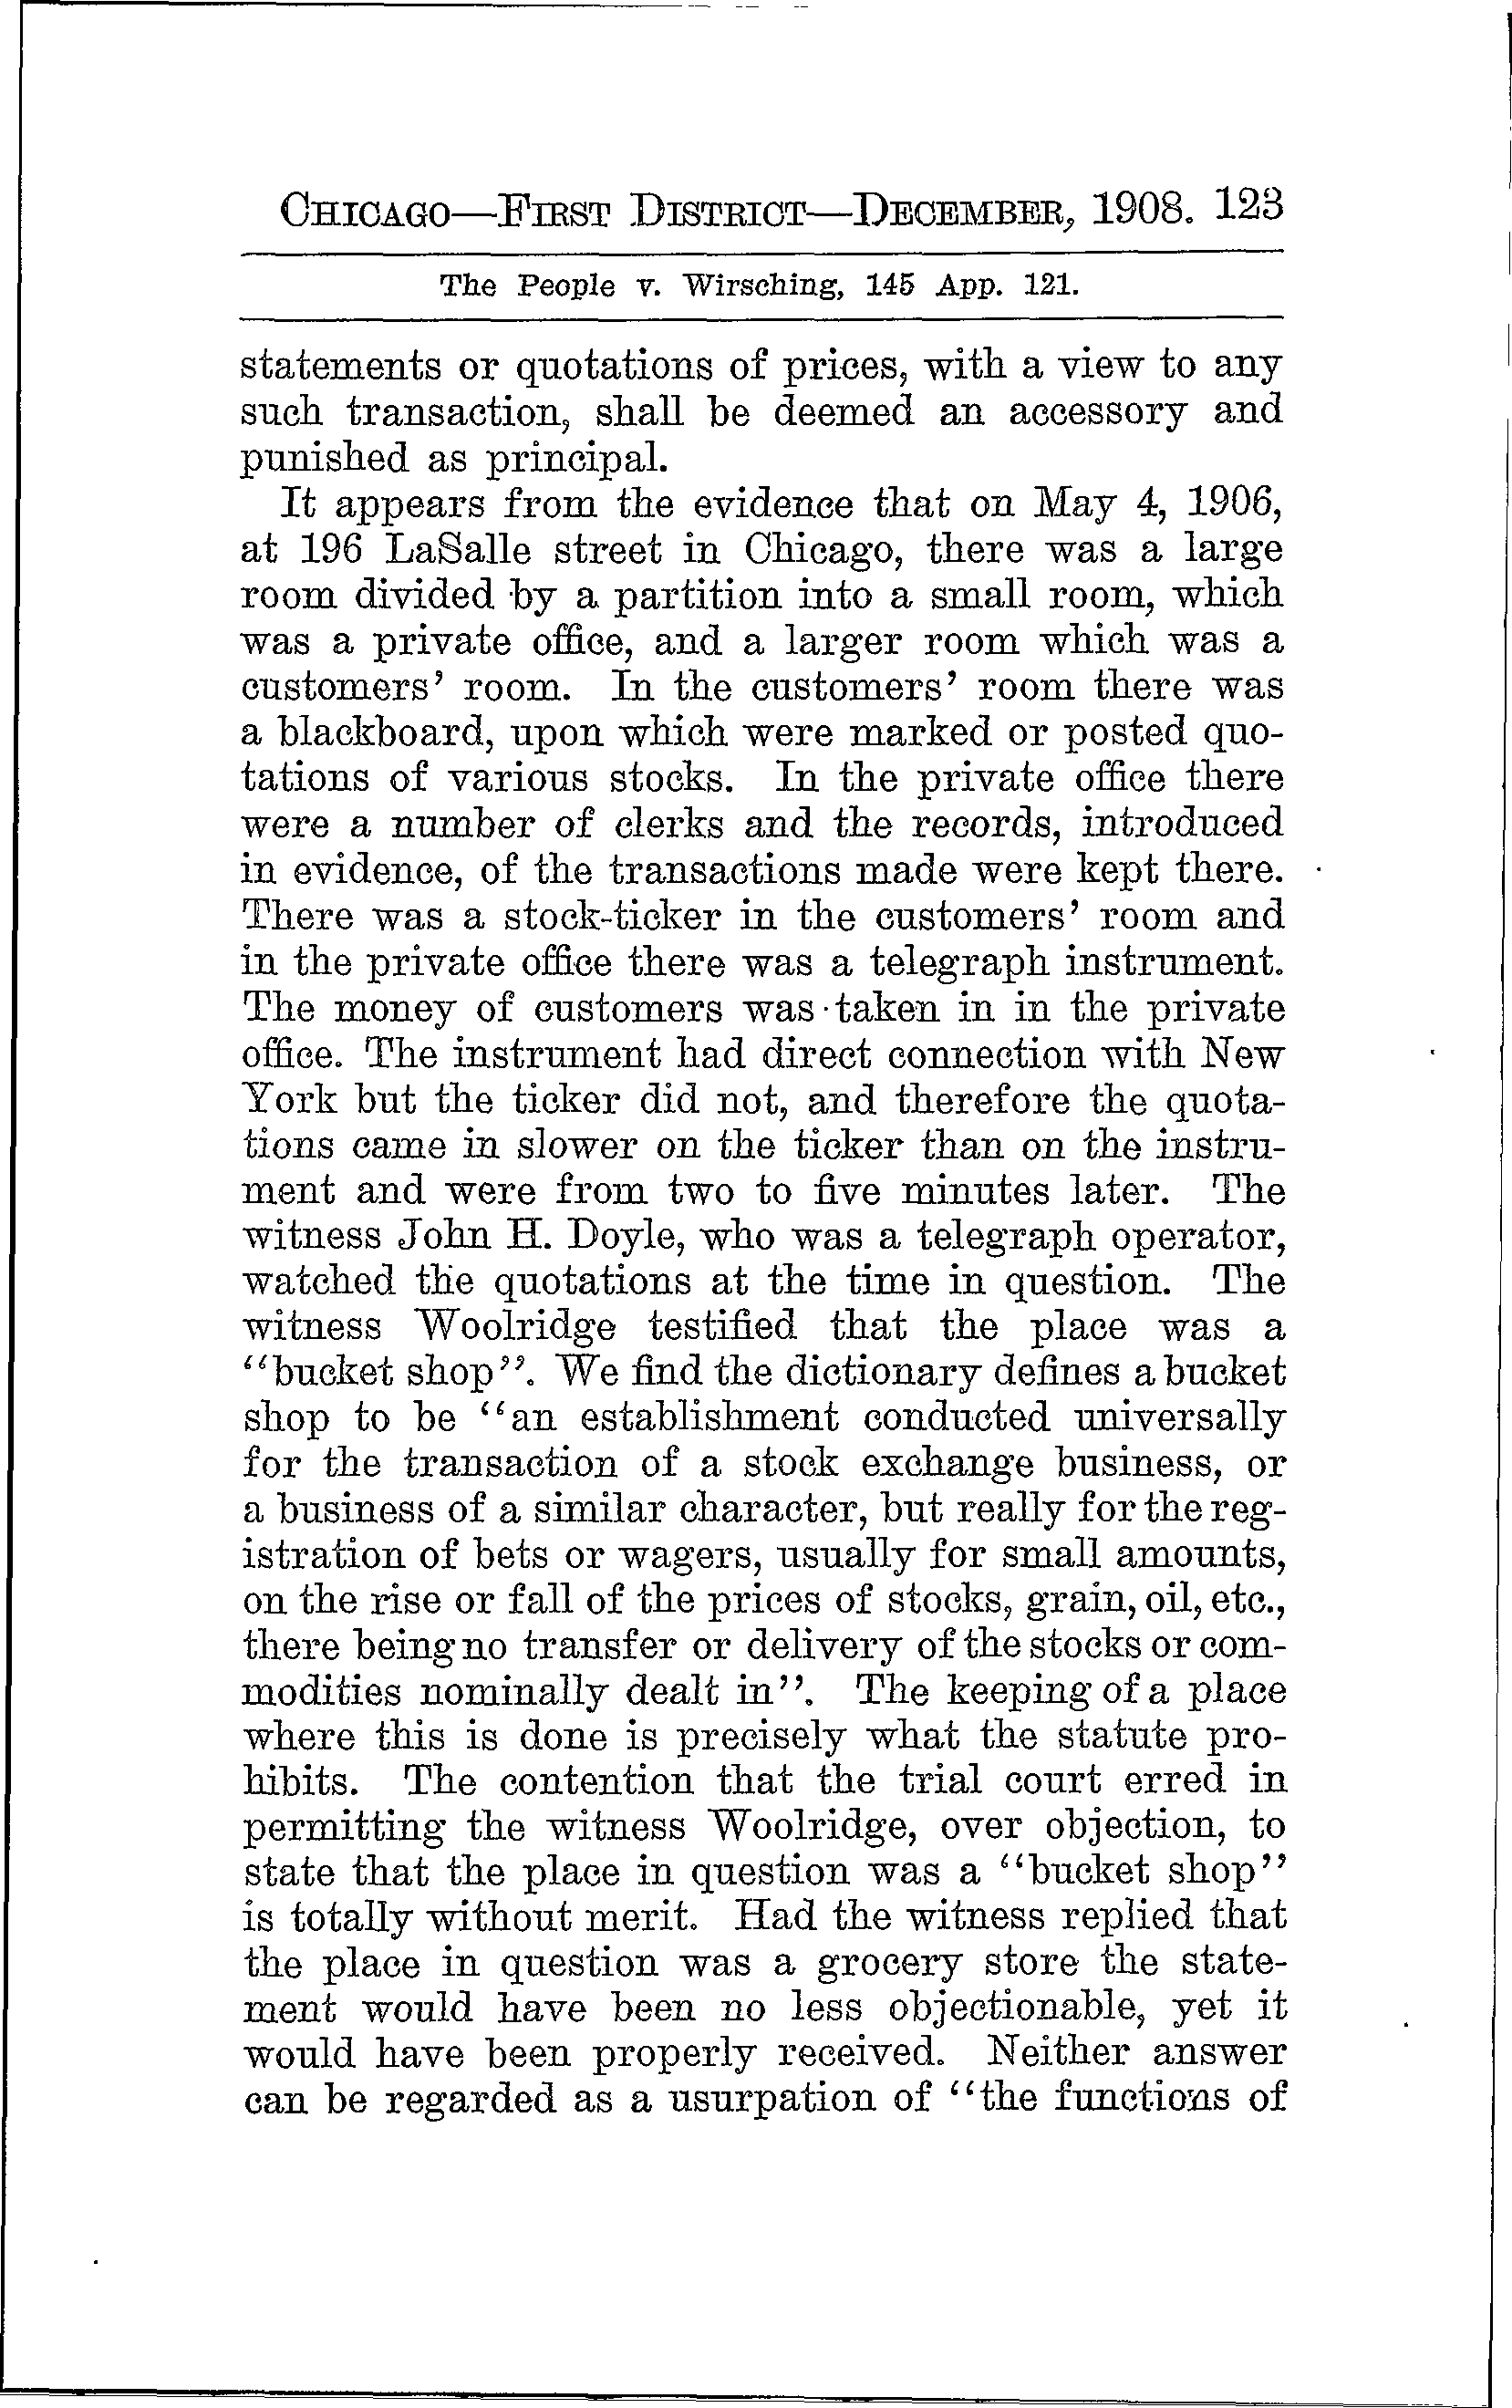 CHICAGO—FIRST DISTRICT—DECEMBER, 1908. 123
The People v. Wirsching, 145 App. 121.
statements or quotations of prices, with a view to any
such transaction, shall be deemed an accessory and
punished as principal.
It appears from the evidence that on May 4, 1906,
at 196 LaSalle street in Chicago, there was a large
room divided by a partition into a small room, which
was a private office, and a larger room which was a
customers' room. In the customers' room there was
a blackboard, upon which were marked or posted quo-
tations of various stocks. In the private office there
were a number of clerks and the records, introduced
in evidence, of the transactions made were kept there.
There was a stock-ticker in the customers' room and
in the private office there was a telegraph instrument.
The money of customers was taken in in the private
office. The instrument had direct connection with New
York but the ticker did not, and therefore the quota-
tions came in slower on the ticker than on the instru-
ment and were from two to five minutes later. The
witness John H. Doyle, who was a telegraph operator,
watched the quotations at the time in question. The
witness Woolridge testified that the place was a
"bucket shop". We find the dictionary defines a bucket
shop to be "an establishment conducted universally
for the transaction of a stock exchange business, or
a business of a similar character, but really for the reg-
istration of bets or wagers, usually for small amounts,
on the rise or fall of the prices of stocks, grain, oil, etc.,
there being no transfer or delivery of the stocks or com-
modities nominally dealt in". The keeping of a place
where this is done is precisely what the statute pro-
hibits. The contention that the trial court erred in
permitting the witness Woolridge, over objection, to
state that the place in question was a "bucket shop"
is totally without merit. Had the witness replied that
the place in question was a grocery store the state-
ment would have been no less objectionable, yet it
would have been properly received. Neither answer
can be regarded as a usurpation of "the functions of